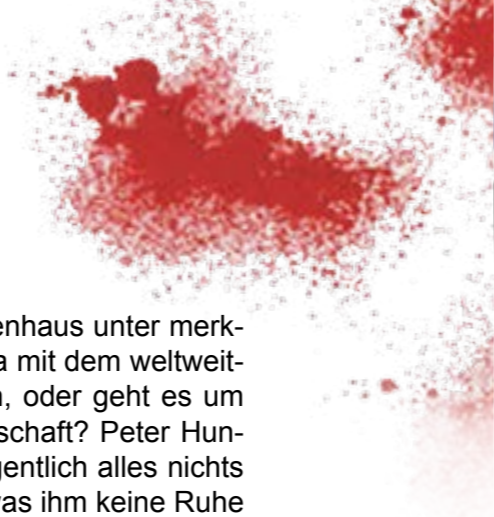 enhaus unter merk-
a mit dem weltweit-
, oder geht es um
schaft? Peter Hun-
gentlich alles nichts
was ihm keine Ruhe